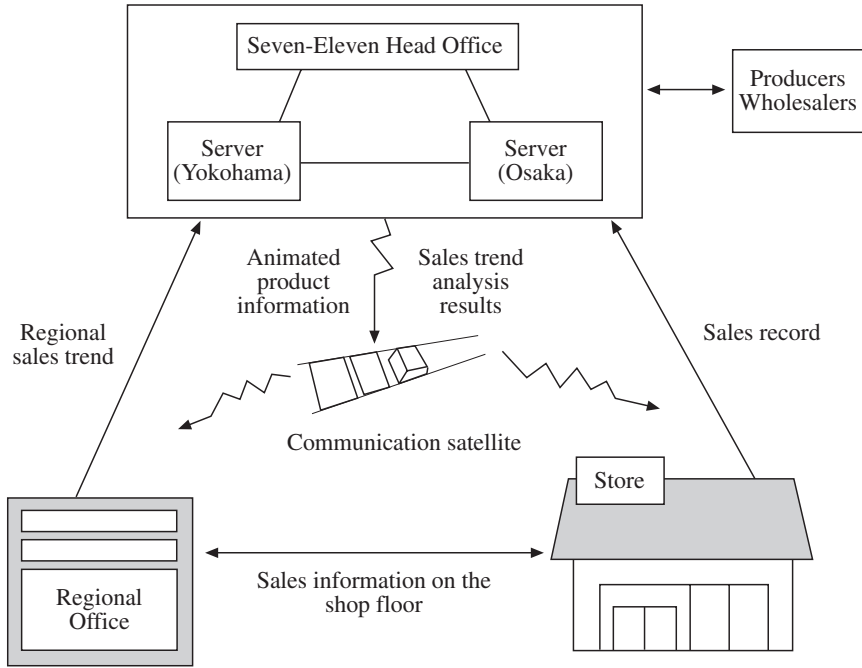 Seven-Eleven Head Office
Producers
Wholesalers
Server
(Yokohama)
Server
(Osaka)
Animated
product
information
Sales trend
analysis
results
Regional
sales trend
Sales record
Communication satellite
Store
Sales information on the
shop floor
Regional
Office